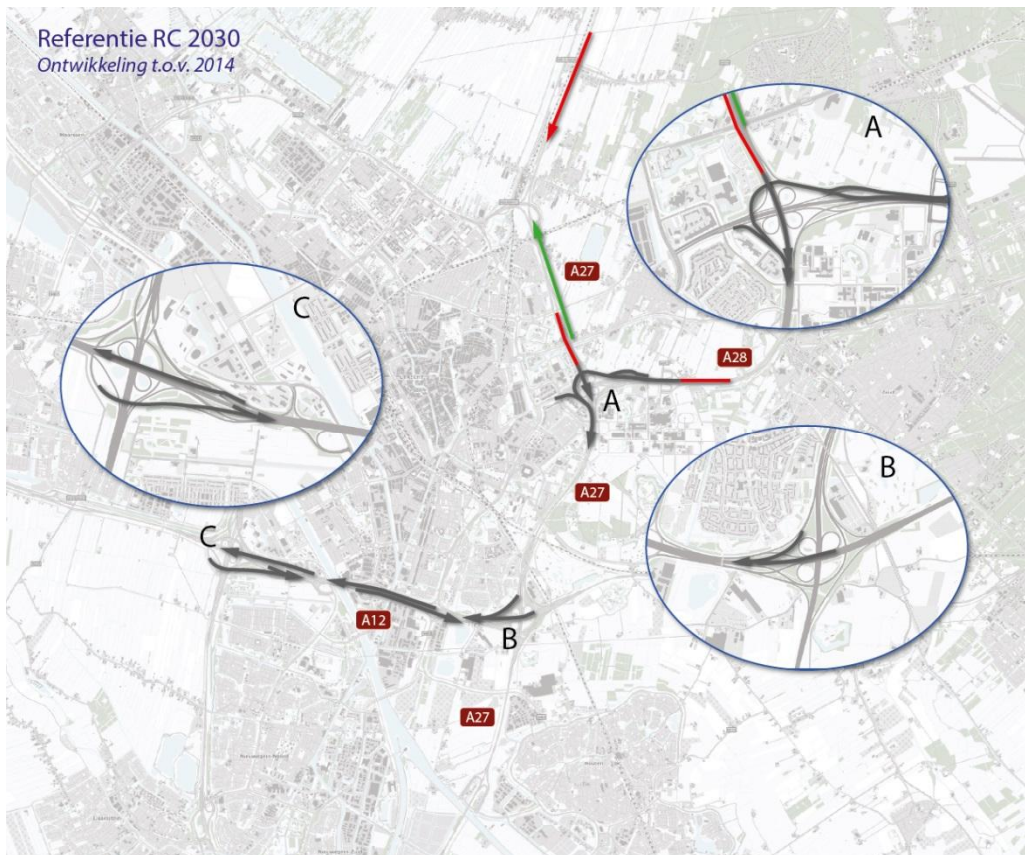 Referentie RC 2030
Ontwikkeling t.o.v. 2014
A
A27
C
A28
A
B
A27
C
A12
B
A27